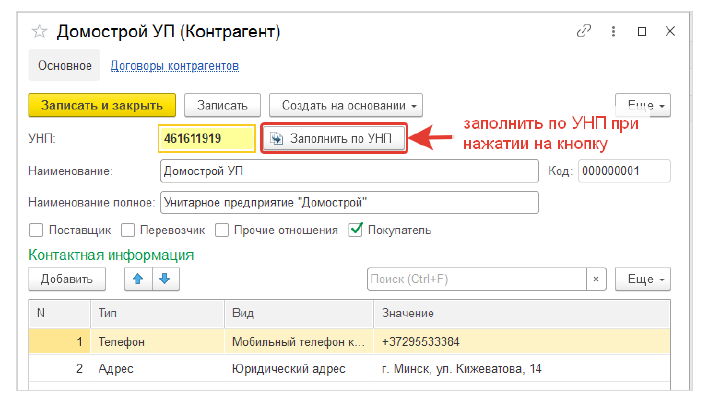 Домострой УП (Контрагент)
Основное Договоры контрагентов
Записать и закрыть Записать Создать на основании Еще
УНП: 461611919 Заполнить по УНП
заполнить по УНП при
нажатии на кнопку
Наименование: Домострой УП Код: 000000001
Наименование полное: Унитарное предприятие "Домострой"
Поставщик Перевозчик Прочие отношения Покупатель
Контактная информация
Добавить Поиск (Ctrl+F) × Еще
N Тип Вид Значение
1 Телефон Мобильный телефон к... +37295533384
2 Адрес Юридический адрес г. Минск, ул. Кижеватова, 14